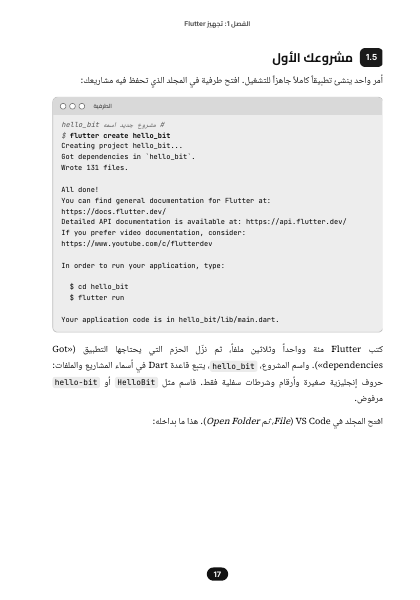 الفصل 1: تجهيز Flutter
1.5 مشروعك الأول
أمر واحد ينشئ تطبيقاً كاملاً جاهزاً للتشغيل. افتح طرفية في المجلد الذي تحفظ فيه مشاريعك:
الطرفية
# مشروع جديد اسمه hello_bit
$ flutter create hello_bit
Creating project hello_bit...
Got dependencies in `hello_bit`.
Wrote 131 files.
All done!
You can find general documentation for Flutter at:
https://docs.flutter.dev/
Detailed API documentation is available at: https://api.flutter.dev/
If you prefer video documentation, consider:
https://www.youtube.com/c/flutterdev
In order to run your application, type:
$ cd hello_bit
$ flutter run
Your application code is in hello_bit/lib/main.dart.
كتب Flutter مئة وواحداً وثلاثين ملفاً، ثم نزّل الحزم التي يحتاجها التطبيق («Got
dependencies»). واسم المشروع، hello_bit، يتبع قاعدة Dart في أسماء المشاريع والملفات:
حروف إنجليزية صغيرة وأرقام وشرطات سفلية فقط. فاسم مثل HelloBit أو hello-bit
مرفوض.
افتح المجلد في VS Code (File، ثم Open Folder). هذا ما بداخله:
17